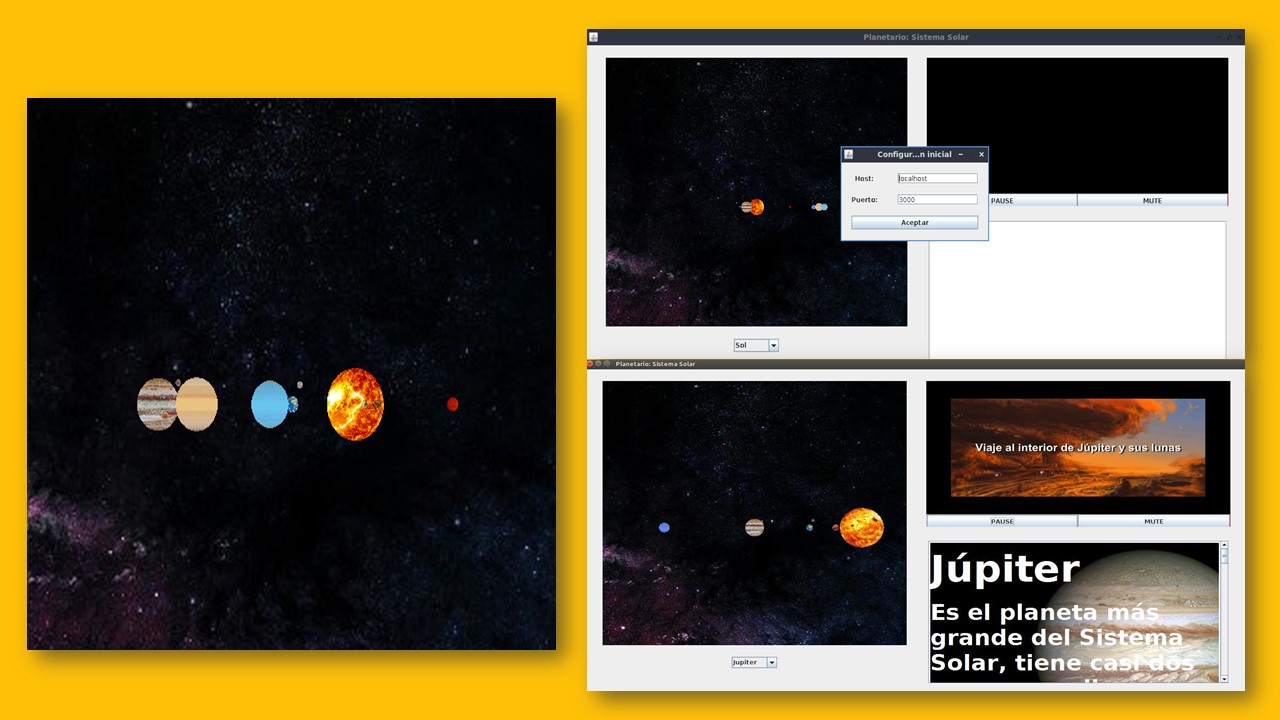 Planetario: Sistema Solar
Configur...n inicial
Host:
localhost
Puerto:
3000
Aceptar
PAUSE
MUTE
Sol
Planetario: Sistema Solar
Viaje al interior de Júpiter y sus lunas
PAUSE
MUTE
Júpiter
Es el planeta más
grande del Sistema
Solar, tiene casi dos
Jupiter